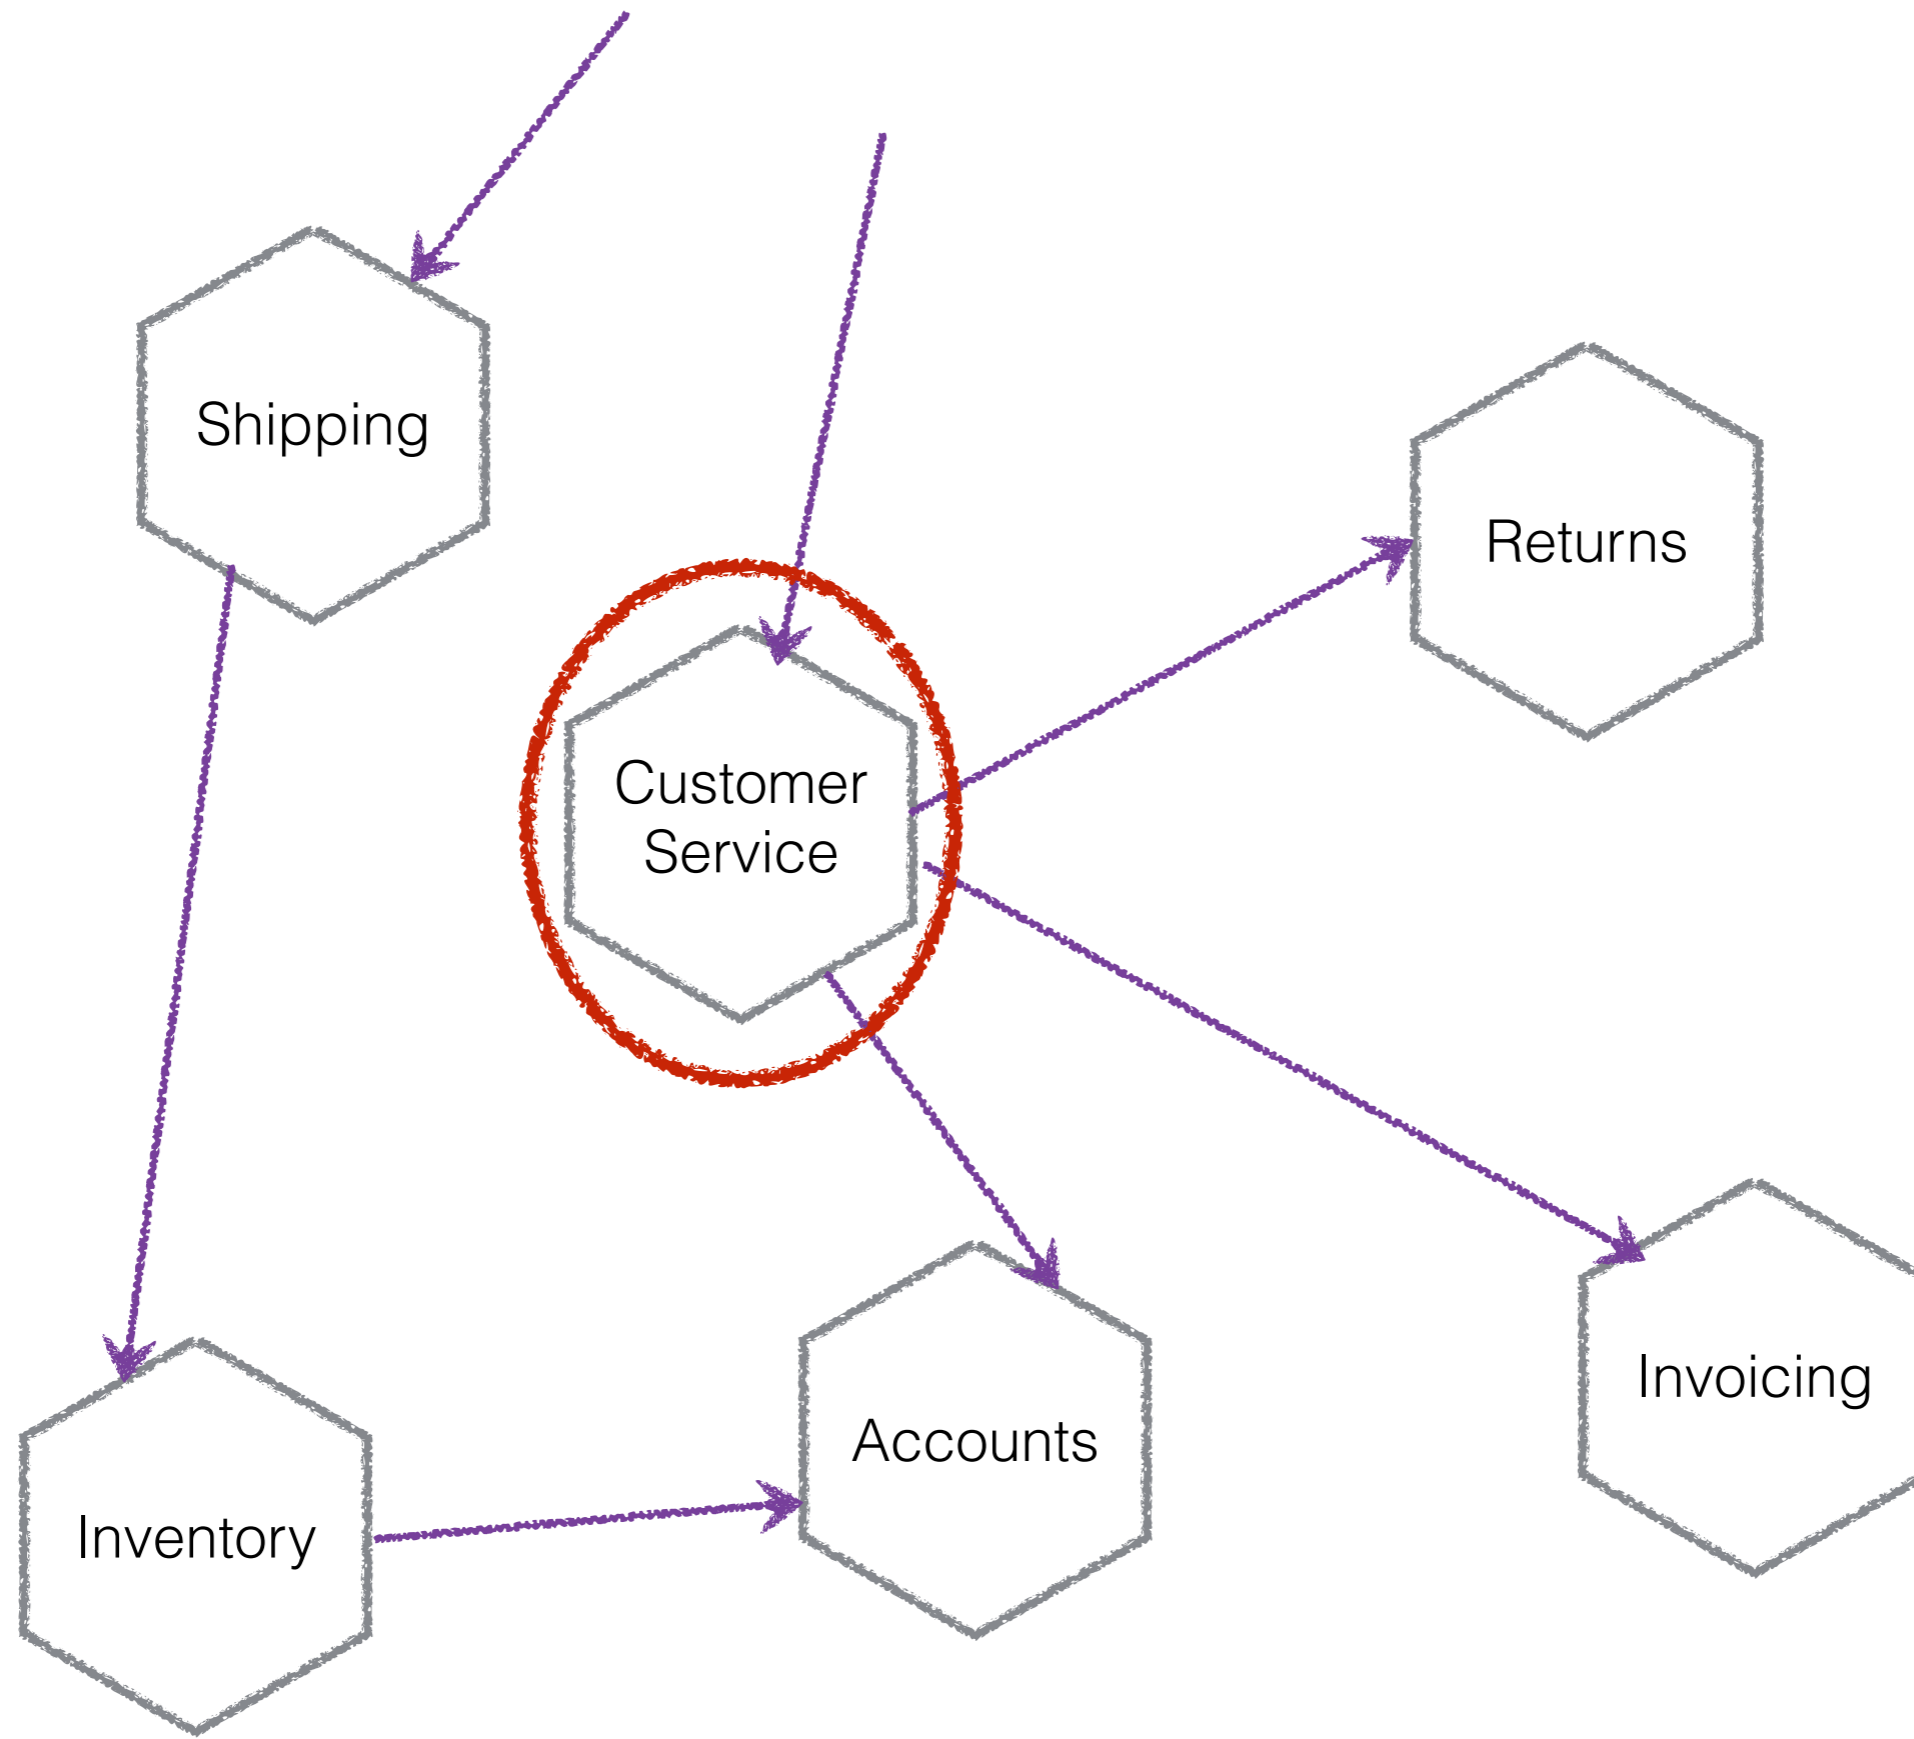 Shipping
Returns
Customer
Service
Invoicing
Accounts
Inventory